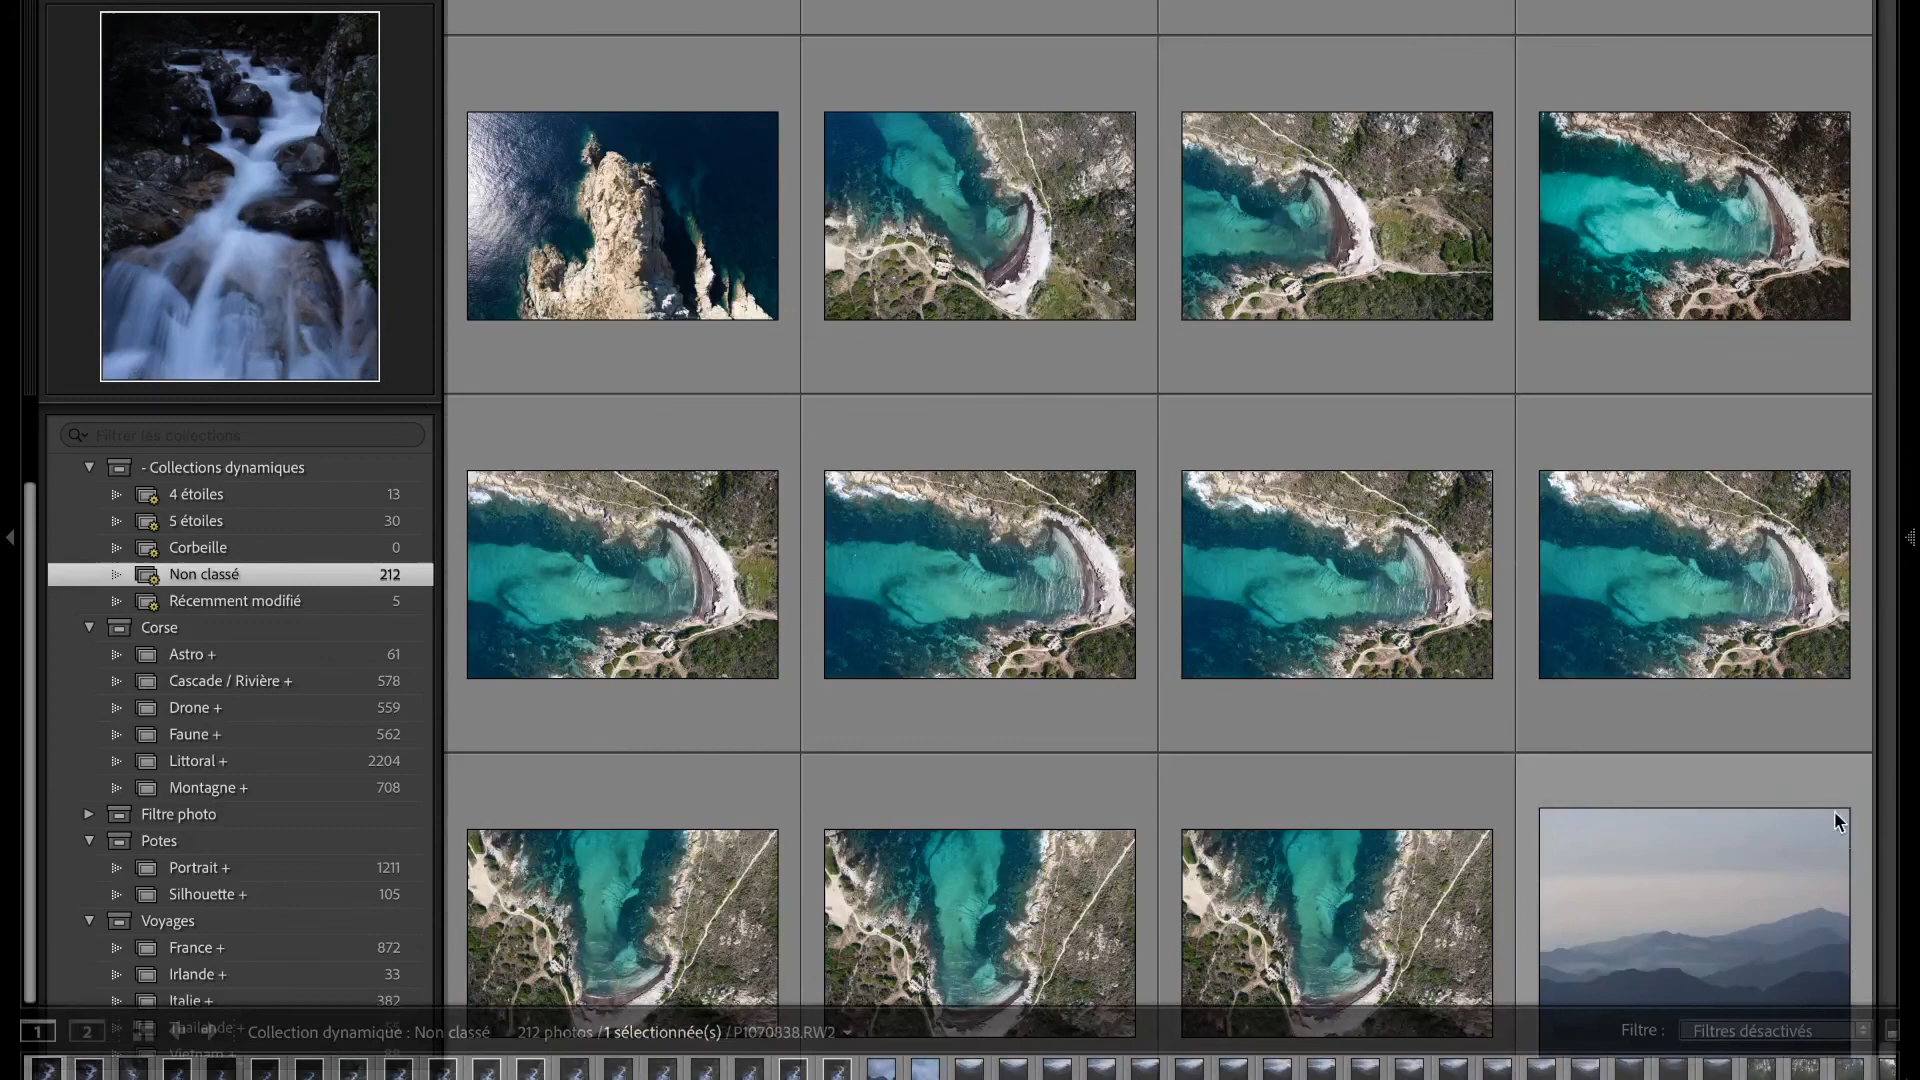 Filtrer les collections
- Collections dynamiques
4 étoiles 13
5 étoiles 30
Corbeille 0
Non classé 212
Récemment modifié 5
Corse
Astro + 61
Cascade / Rivière + 578
Drone + 559
Faune + 562
Littoral + 2204
Montagne + 708
Filtre photo
Potes
Portrait + 1211
Silhouette + 105
Voyages
France + 872
Irlande + 33
Italie + 382
Thaïlande +
Vietnam + 88
1 2 Collection dynamique : Non classé 212 photos / 1 sélectionnée(s) / P1070838.RW2 Filtre : Filtres désactivés